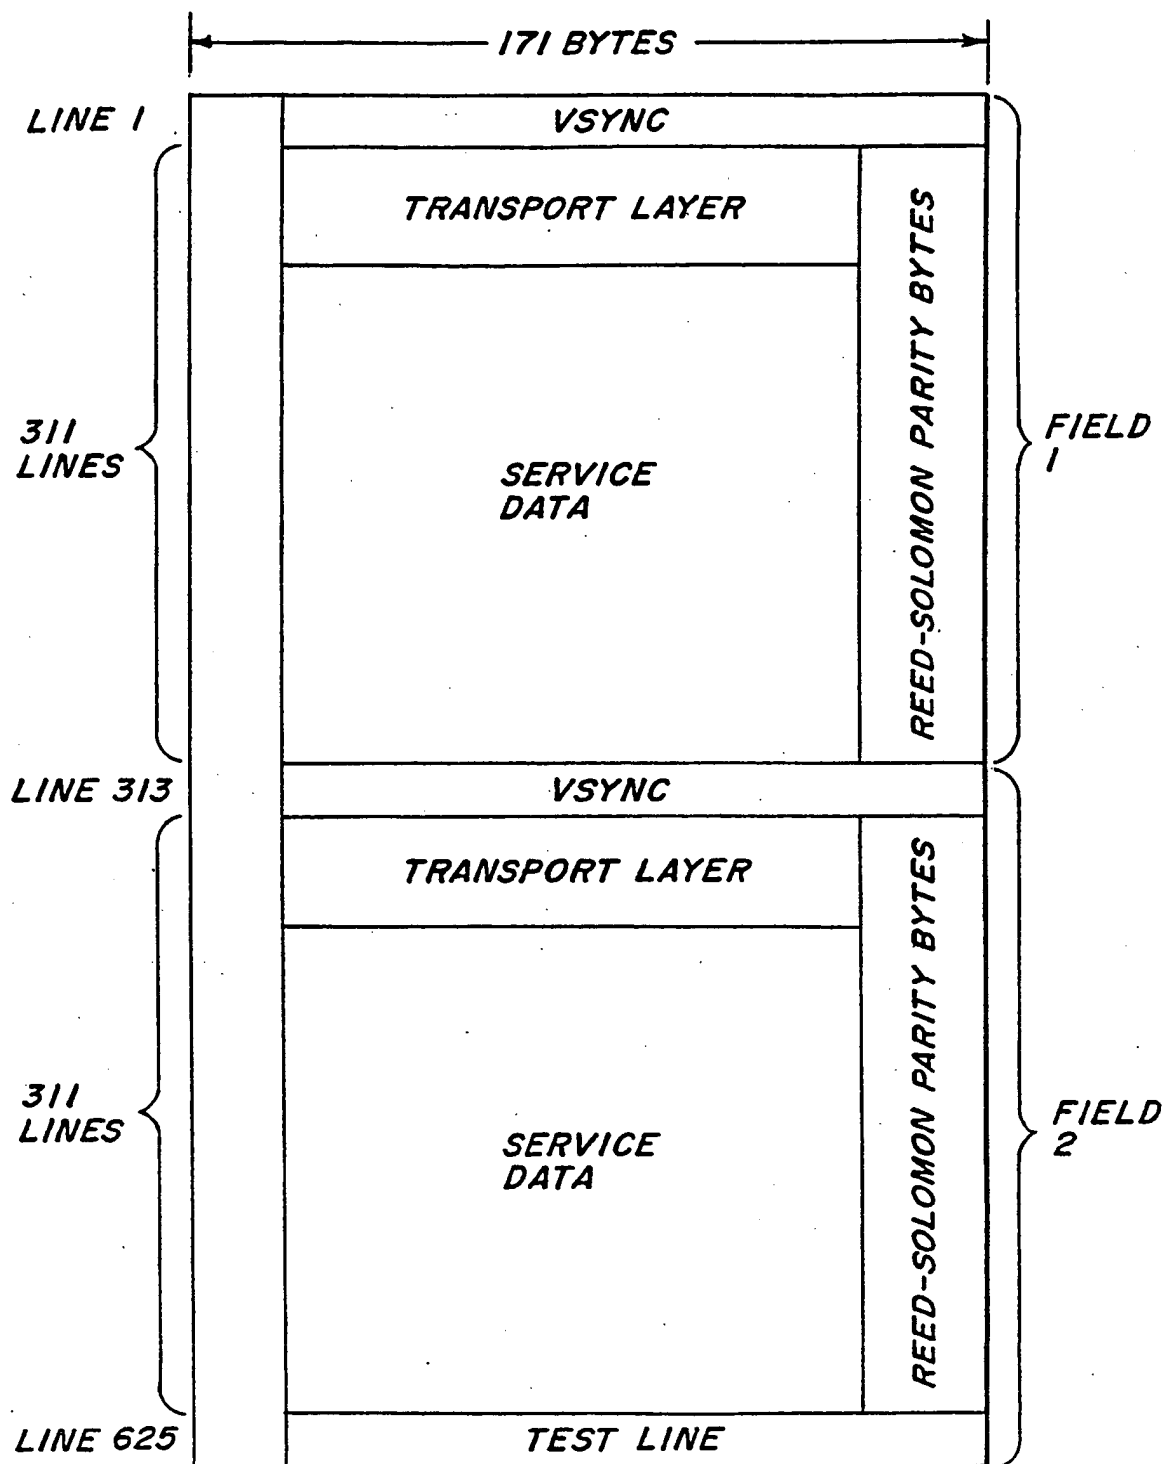 171 BYTES
LINE 1
VSYNC
TRANSPORT LAYER
REED-SOLOMON PARITY BYTES
311
LINES
SERVICE
DATA
FIELD
1
LINE 313
VSYNC
TRANSPORT LAYER
REED-SOLOMON PARITY BYTES
311
LINES
SERVICE
DATA
FIELD
2
LINE 625
TEST LINE